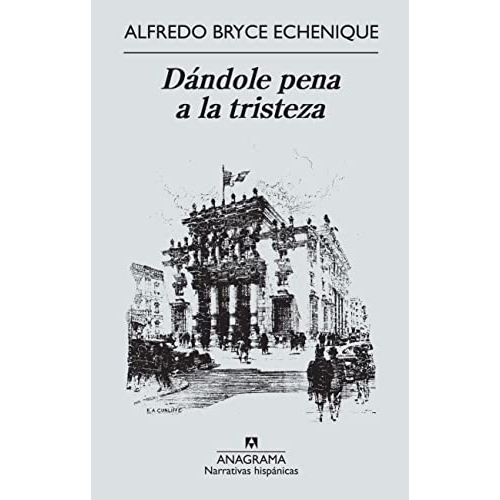 ALFREDO BRYCE ECHENIQUE
Dándole pena
a la tristeza
ANAGRAMA
Narrativas hispánicas